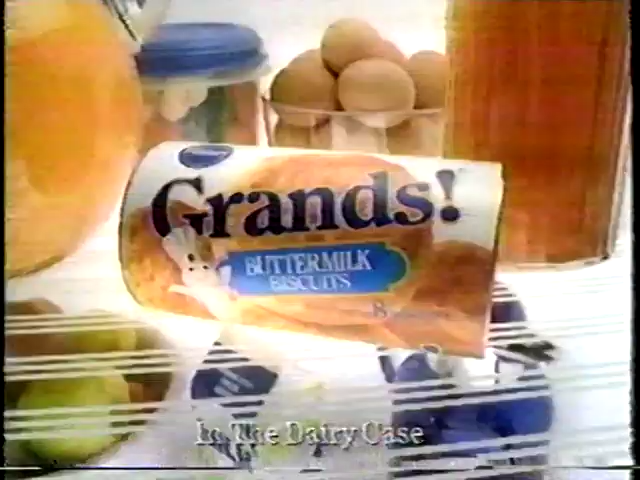 Grands!
BUTTERMILK
BISCUITS
8
In The Dairy Case